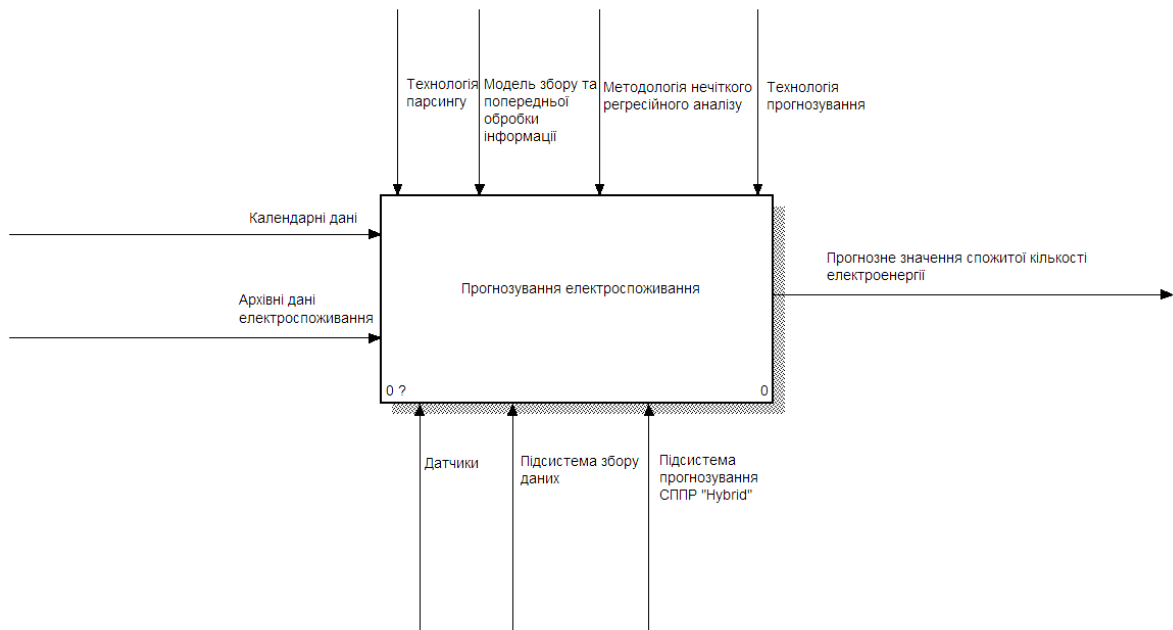 Технологія
парсингу
Модель збору та
попередньої
обробки
інформації
Методологія нечіткого
регресійного аналізу
Технологія
прогнозування
Календарні дані
Архівні дані
електроспоживання
Прогнозування електроспоживання
0 ?
0
Прогнозне значення спожитої кількості
електроенергії
Датчики
Підсистема збору
даних
Підсистема
прогнозування
СППР "Hybrid"